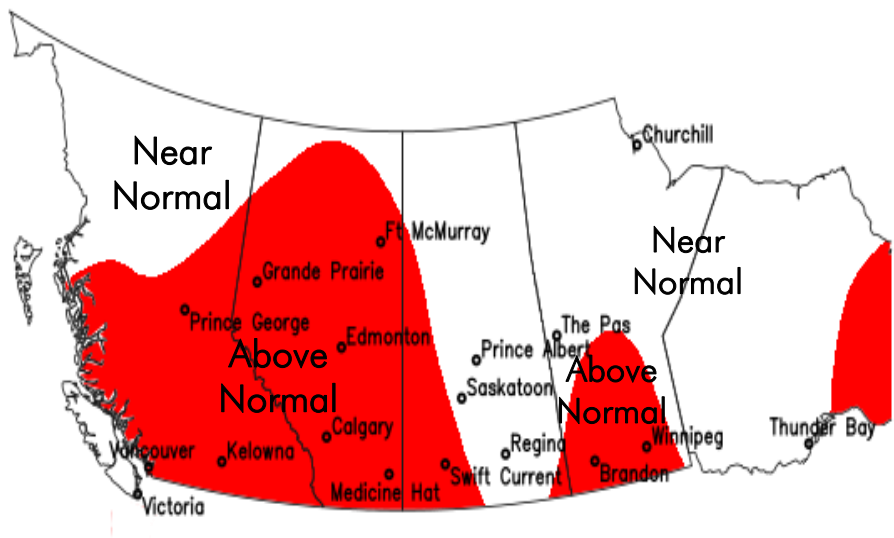 Churchill
Near
Normal
Ft McMurray
Near
Normal
Grande Prairie
Prince George
The Pas
Edmonton
Prince Albert
Above
Normal
Above
Normal
Saskatoon
Calgary
Regina
Winnipeg
Thunder Bay
Vancouver
Kelowna
Swift Current
Brandon
Medicine Hat
Victoria